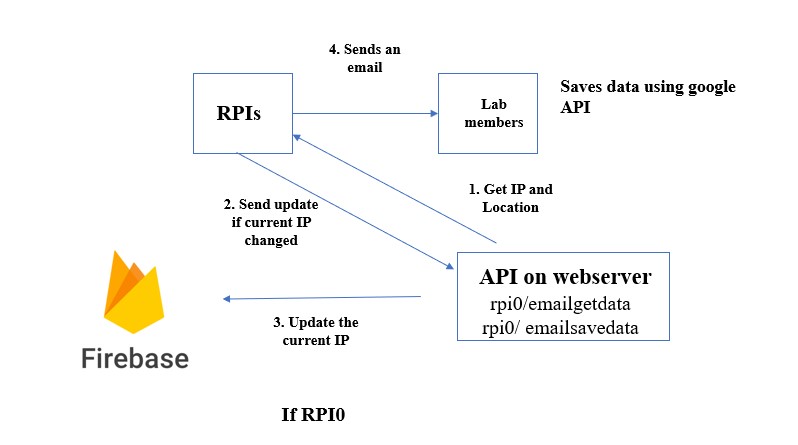 4. Sends an
email
RPIs
Lab
members
Saves data using google
API
1. Get IP and
Location
2. Send update
if current IP
changed
API on webserver
rpi0/emailgetdata
rpi0/ emailsavedata
3. Update the
current IP
Firebase
If RPI0